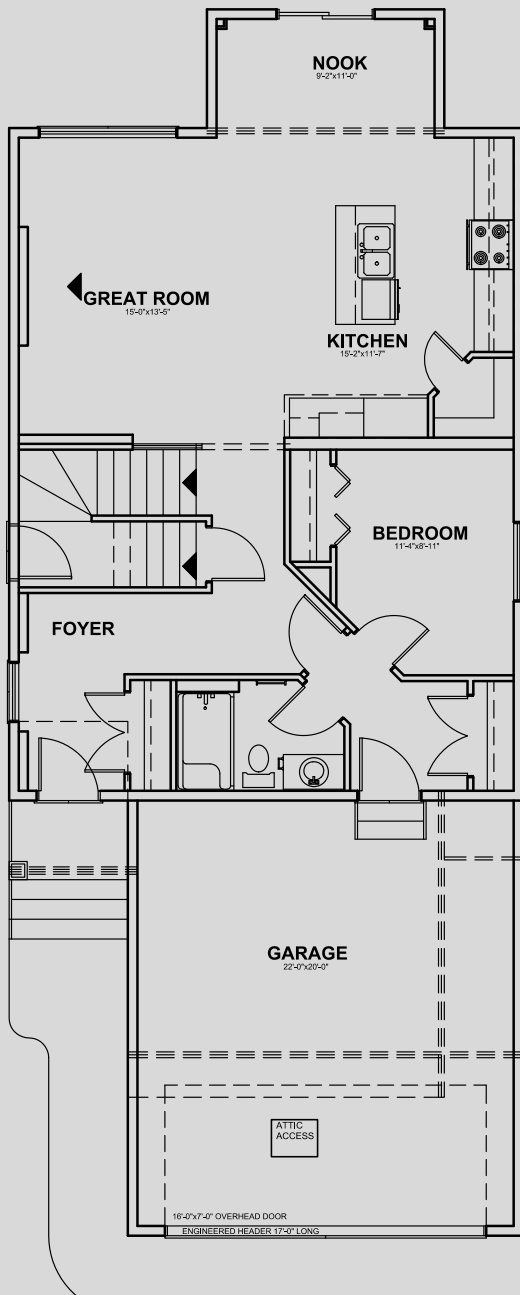 NOOK
9'-2"x11'-0"
GREAT ROOM
15'-0"x13'-5"
KITCHEN
15'-2"x11'-7"
BEDROOM
11'-4"x8'-11"
FOYER
GARAGE
22'-0"x20'-0"
ATTIC
ACCESS
16'-0"x7'-0" OVERHEAD DOOR
ENGINEERED HEADER 17'-0" LONG